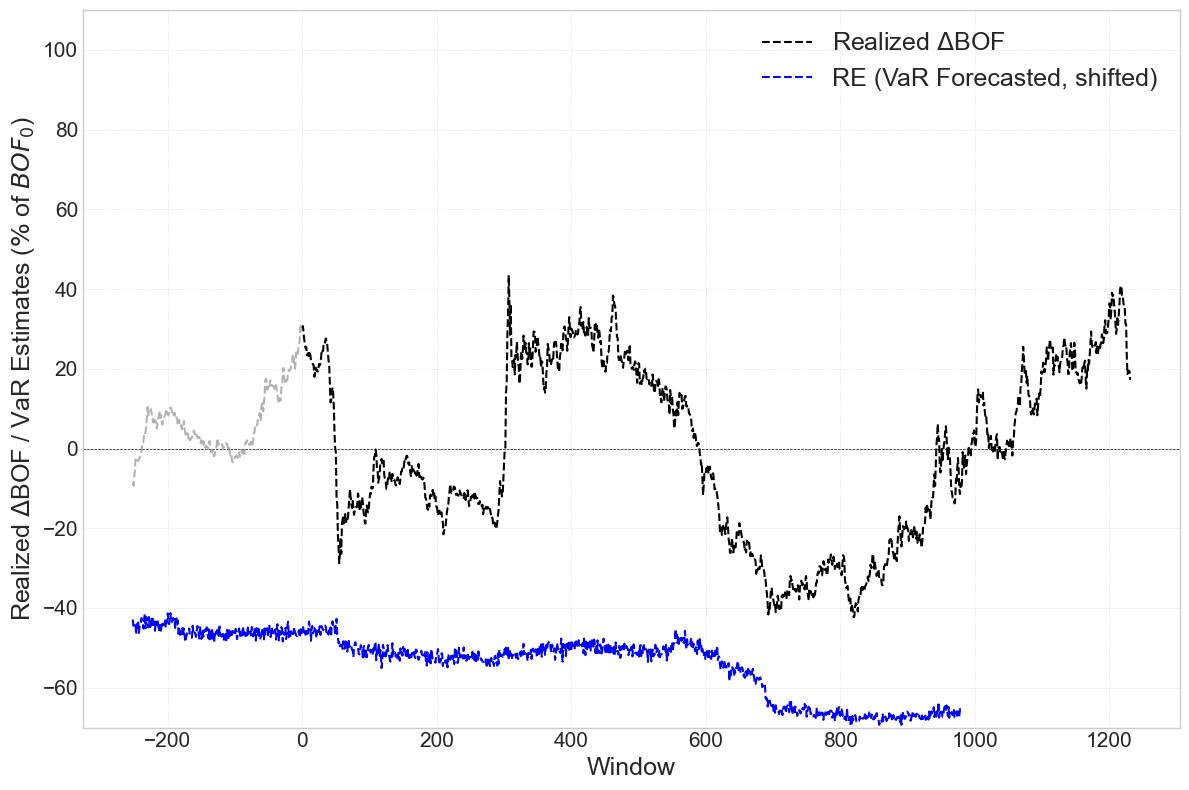 Realized ΔBOF
RE (VaR Forecasted, shifted)
Realized ΔBOF / VaR Estimates (% of BOF₀)
100
80
60
40
20
0
−20
−40
−60
−200 0 200 400 600 800 1000 1200
Window